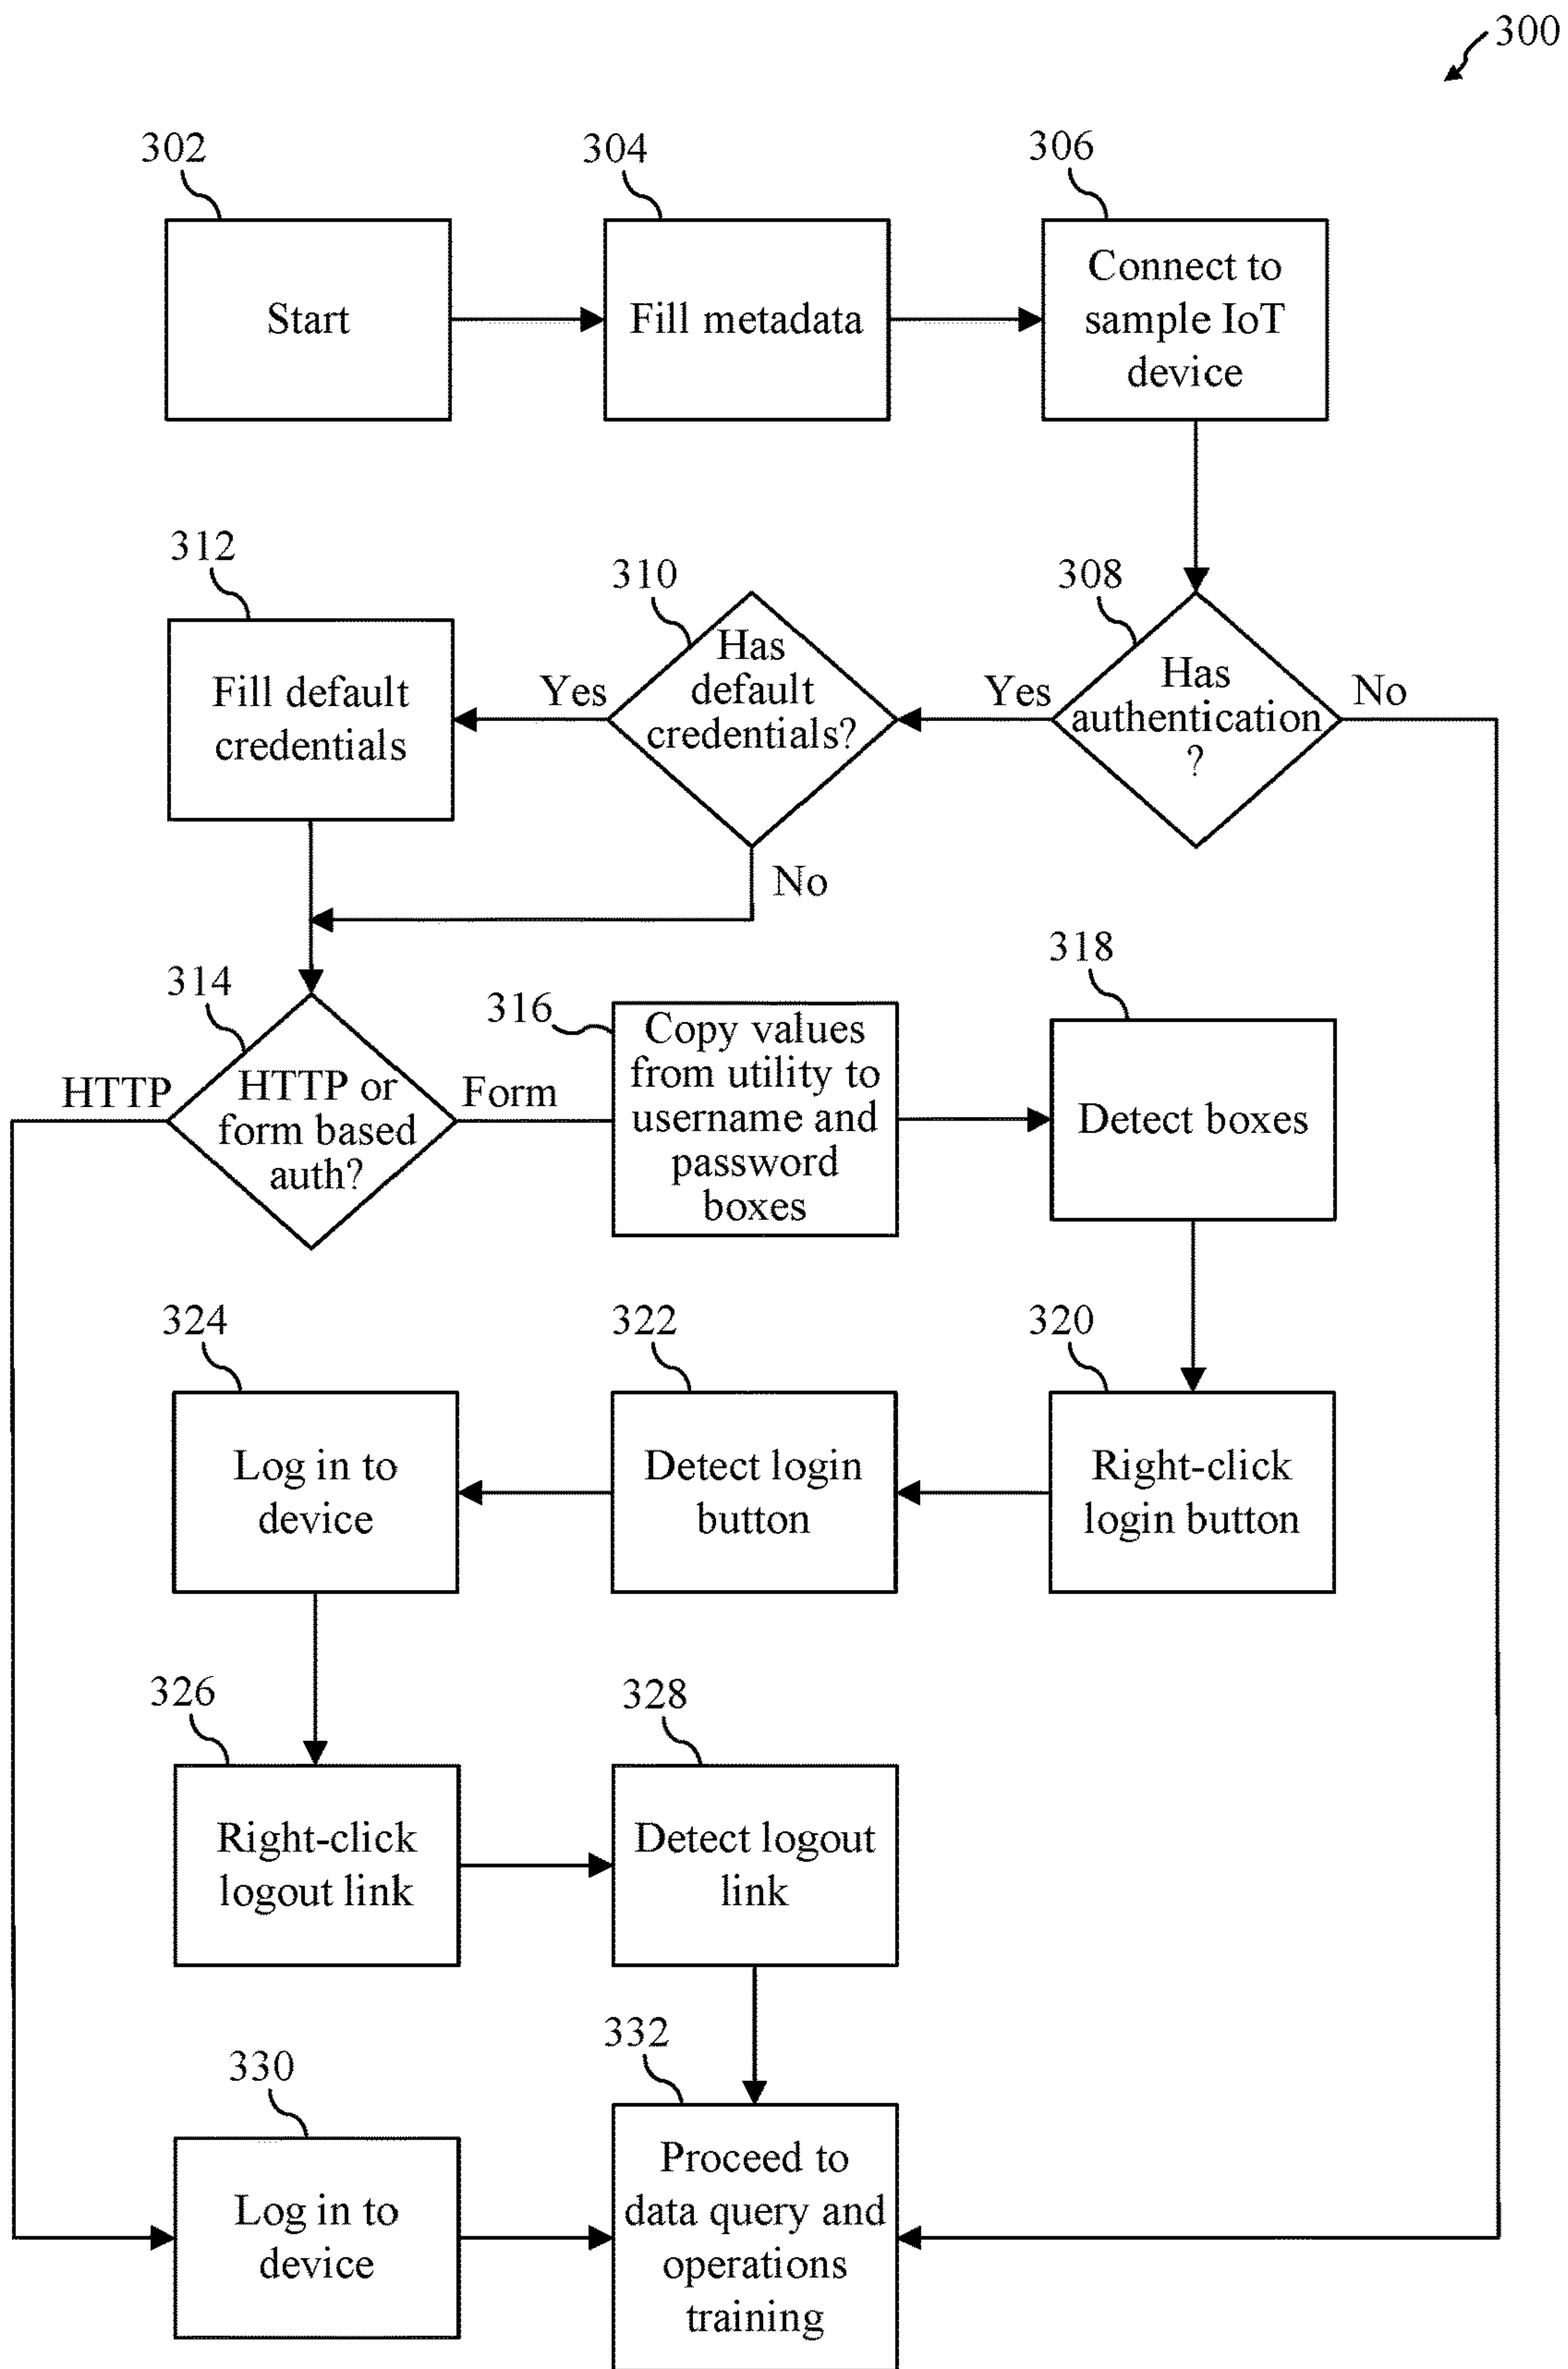 300
302
304
306
Start
Fill metadata
Connect to
sample IoT
device
312
310
308
Fill default
credentials
Yes
Has
default
credentials?
Yes
Has
authentication
?
No
No
314
316
318
HTTP
HTTP or
form based
auth?
Form
Copy values
from utility to
username and
password
boxes
Detect boxes
324
322
320
Log in to
device
Detect login
button
Right-click
login button
326
328
Right-click
logout link
Detect logout
link
330
332
Log in to
device
Proceed to
data query and
operations
training